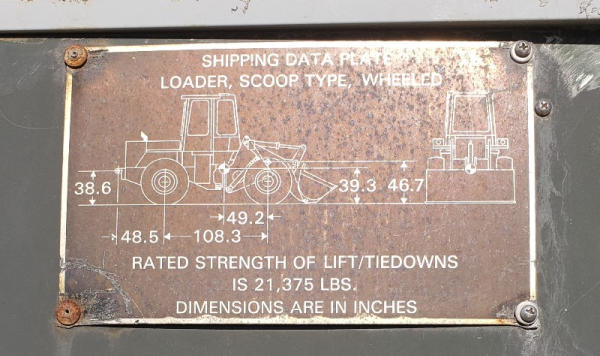 SHIPPING DATA PLATE
LOADER, SCOOP TYPE, WHEELED
38.6
39.3 46.7
49.2
48.5 108.3
RATED STRENGTH OF LIFT/TIEDOWNS
IS 21,375 LBS.
DIMENSIONS ARE IN INCHES